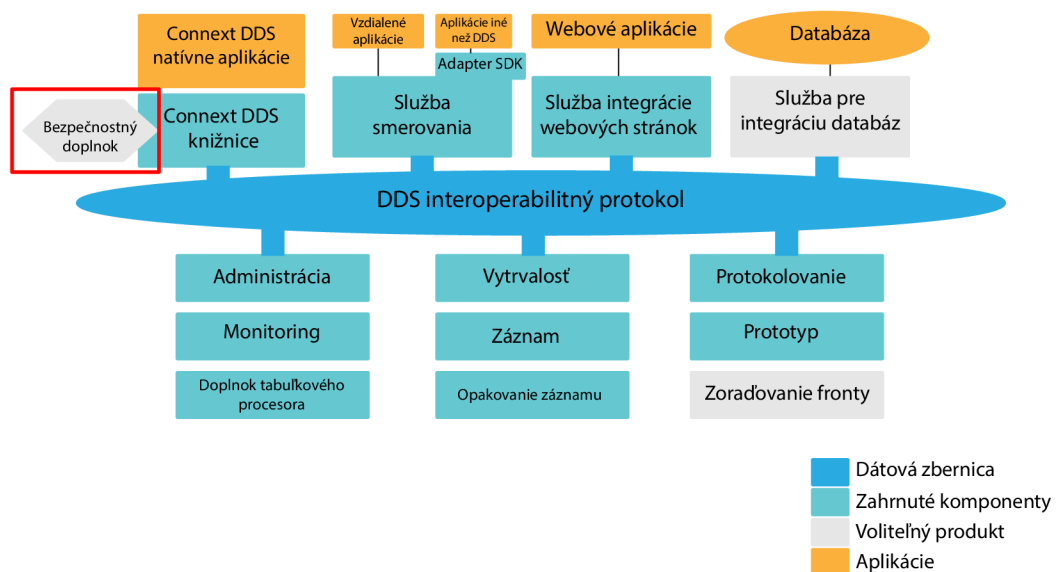 Connext DDS
natívne aplikácie
Vzdialené
aplikácie
Aplikácie iné
než DDS
Webové aplikácie
Databáza
Adapter SDK
Bezpečnostný
doplnok
Connext DDS
knižnice
Služba
smerovania
Služba integrácie
webových stránok
Služba pre
integráciu databáz
DDS interoperabilitný protokol
Administrácia
Vytrvalosť
Protokolovanie
Monitoring
Záznam
Prototyp
Doplnok tabuľkového
procesora
Opakovanie záznamu
Zoraďovanie fronty
Dátová zbernica
Zahrnuté komponenty
Voliteľný produkt
Aplikácie